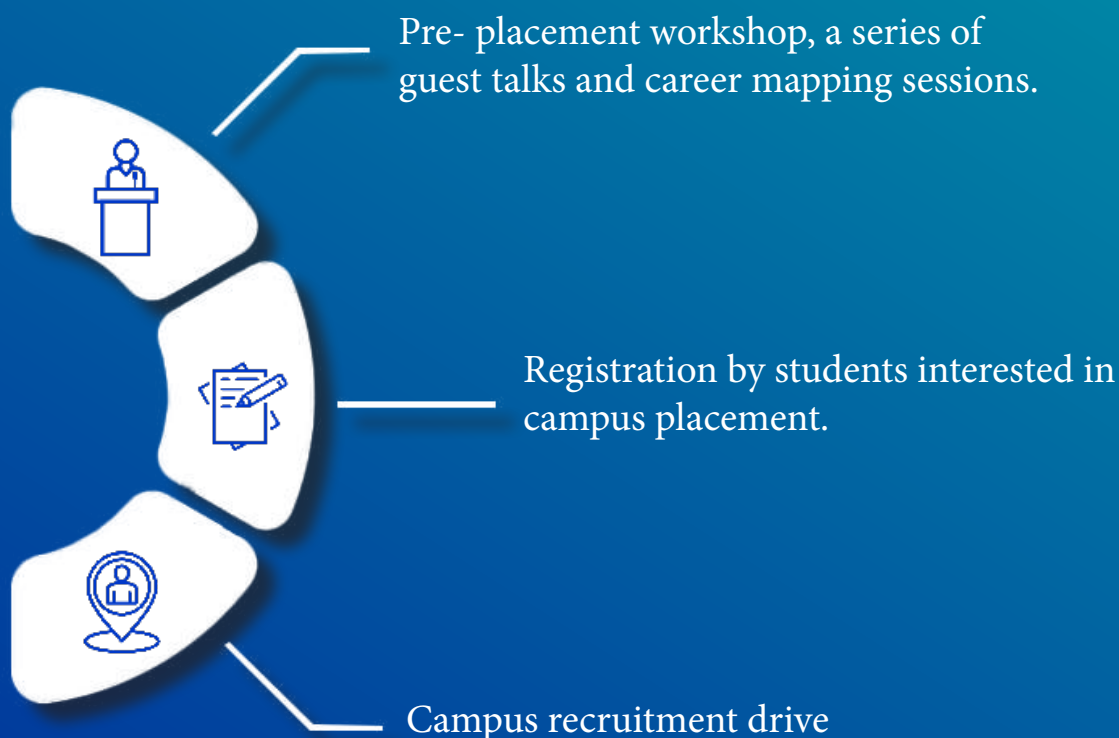 Pre- placement workshop, a series of
guest talks and career mapping sessions.
Registration by students interested in
campus placement.
Campus recruitment drive